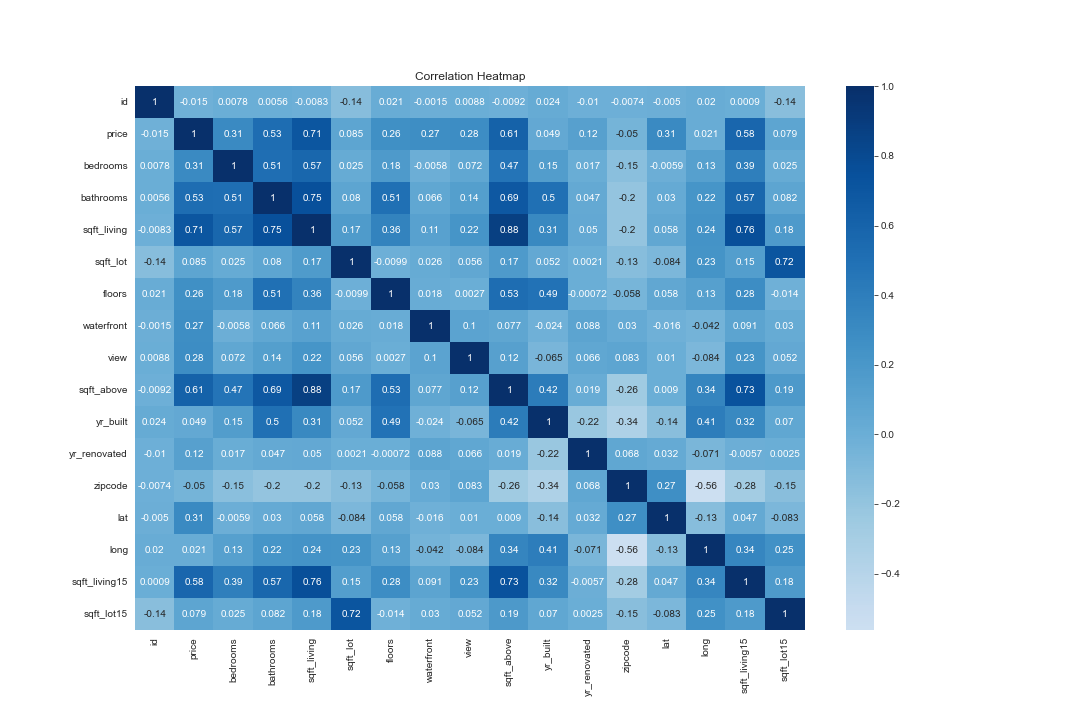 Correlation Heatmap
id 1 -0.015 0.0078 0.0056 -0.0083 -0.14 0.021 -0.0015 0.0088 -0.0092 0.024 -0.01 -0.0074 -0.005 0.02 0.0009 -0.14
price -0.015 1 0.31 0.53 0.71 0.085 0.26 0.27 0.28 0.61 0.049 0.12 -0.05 0.31 0.021 0.58 0.079
bedrooms 0.0078 0.31 1 0.51 0.57 0.025 0.18 -0.0058 0.072 0.47 0.15 0.017 -0.15 -0.0059 0.13 0.39 0.025
bathrooms 0.0056 0.53 0.51 1 0.75 0.08 0.51 0.066 0.14 0.69 0.5 0.047 -0.2 0.03 0.22 0.57 0.082
sqft_living -0.0083 0.71 0.57 0.75 1 0.17 0.36 0.11 0.22 0.88 0.31 0.05 -0.2 0.058 0.24 0.76 0.18
sqft_lot -0.14 0.085 0.025 0.08 0.17 1 -0.0099 0.026 0.056 0.17 0.052 0.0021 -0.13 -0.084 0.23 0.15 0.72
floors 0.021 0.26 0.18 0.51 0.36 -0.0099 1 0.018 0.0027 0.53 0.49 -0.00072 -0.058 0.058 0.13 0.28 -0.014
waterfront -0.0015 0.27 -0.0058 0.066 0.11 0.026 0.018 1 0.1 0.077 -0.024 0.088 0.03 -0.016 -0.042 0.091 0.03
view 0.0088 0.28 0.072 0.14 0.22 0.056 0.0027 0.1 1 0.12 -0.065 0.066 0.083 0.01 -0.084 0.23 0.052
sqft_above -0.0092 0.61 0.47 0.69 0.88 0.17 0.53 0.077 0.12 1 0.42 0.019 -0.26 0.009 0.34 0.73 0.19
yr_built 0.024 0.049 0.15 0.5 0.31 0.052 0.49 -0.024 -0.065 0.42 1 -0.22 -0.34 -0.14 0.41 0.32 0.07
yr_renovated -0.01 0.12 0.017 0.047 0.05 0.0021 -0.00072 0.088 0.066 0.019 -0.22 1 0.068 0.032 -0.071 -0.0057 0.0025
zipcode -0.0074 -0.05 -0.15 -0.2 -0.2 -0.13 -0.058 0.03 0.083 -0.26 -0.34 0.068 1 0.27 -0.56 -0.28 -0.15
lat -0.005 0.31 -0.0059 0.03 0.058 -0.084 0.058 -0.016 0.01 0.009 -0.14 0.032 0.27 1 -0.13 0.047 -0.083
long 0.02 0.021 0.13 0.22 0.24 0.23 0.13 -0.042 -0.084 0.34 0.41 -0.071 -0.56 -0.13 1 0.34 0.25
sqft_living15 0.0009 0.58 0.39 0.57 0.76 0.15 0.28 0.091 0.23 0.73 0.32 -0.0057 -0.28 0.047 0.34 1 0.18
sqft_lot15 -0.14 0.079 0.025 0.082 0.18 0.72 -0.014 0.03 0.052 0.19 0.07 0.0025 -0.15 -0.083 0.25 0.18 1
id price bedrooms bathrooms sqft_living sqft_lot floors waterfront view sqft_above yr_built yr_renovated zipcode lat long sqft_living15 sqft_lot15
1.0
0.8
0.6
0.4
0.2
0.0
−0.2
−0.4